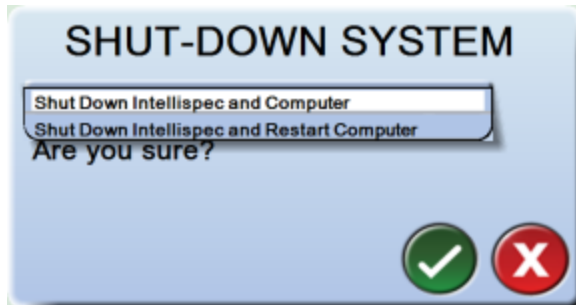 SHUT-DOWN SYSTEM
Shut Down Intellispec and Computer
Shut Down Intellispec and Restart Computer
Are you sure?